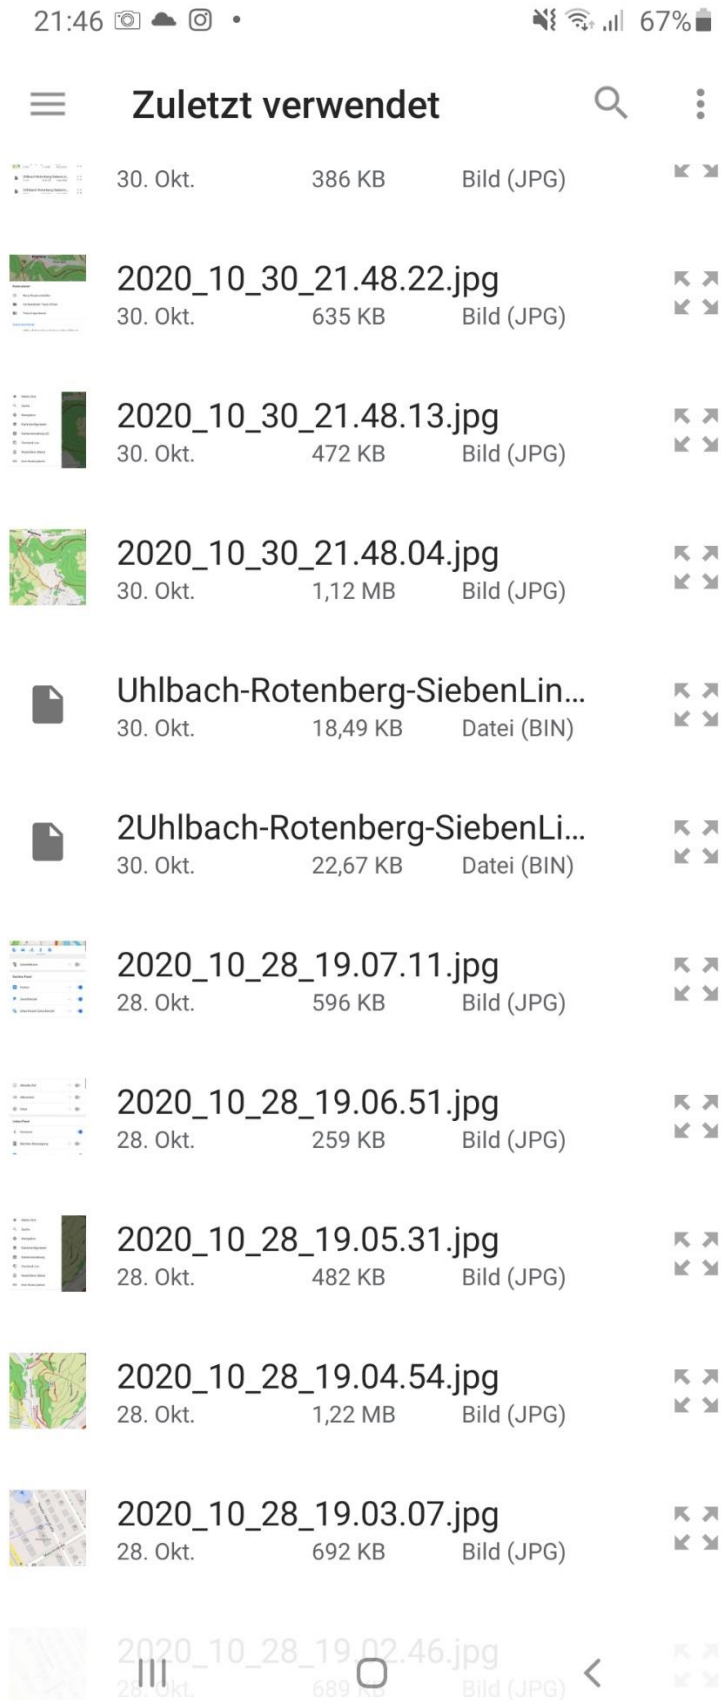 21:46
67%
Zuletzt verwendet
30. Okt. 386 KB Bild (JPG)
2020_10_30_21.48.22.jpg
30. Okt. 635 KB Bild (JPG)
2020_10_30_21.48.13.jpg
30. Okt. 472 KB Bild (JPG)
2020_10_30_21.48.04.jpg
30. Okt. 1,12 MB Bild (JPG)
Uhlbach-Rotenberg-SiebenLin...
30. Okt. 18,49 KB Datei (BIN)
2Uhlbach-Rotenberg-SiebenLi...
30. Okt. 22,67 KB Datei (BIN)
2020_10_28_19.07.11.jpg
28. Okt. 596 KB Bild (JPG)
2020_10_28_19.06.51.jpg
28. Okt. 259 KB Bild (JPG)
2020_10_28_19.05.31.jpg
28. Okt. 482 KB Bild (JPG)
2020_10_28_19.04.54.jpg
28. Okt. 1,22 MB Bild (JPG)
2020_10_28_19.03.07.jpg
28. Okt. 692 KB Bild (JPG)
2020_10_28_19.02.46.jpg
28. Okt. 689 KB Bild (JPG)